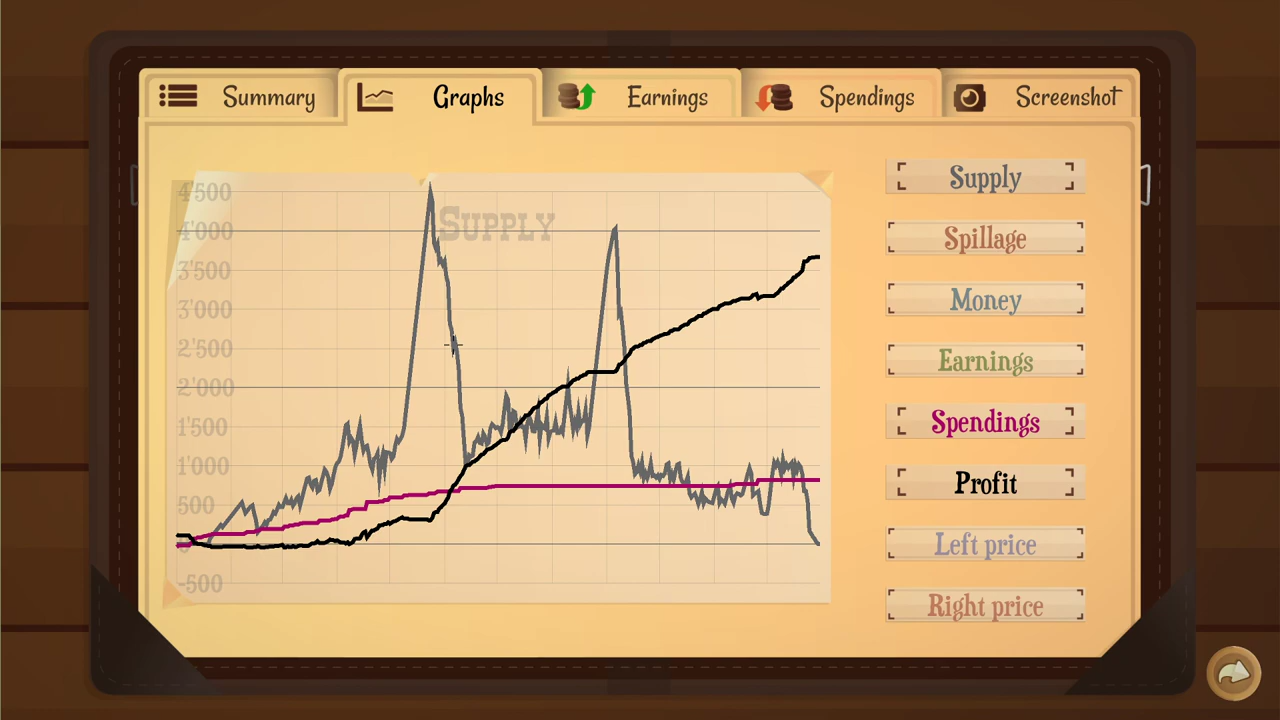 Summary
Graphs
Earnings
Spendings
Screenshot
SUPPLY
4'500
4'000
3'500
3'000
2'500
2'000
1'500
1'000
500
0
-500
Supply
Spillage
Money
Earnings
Spendings
Profit
Left price
Right price